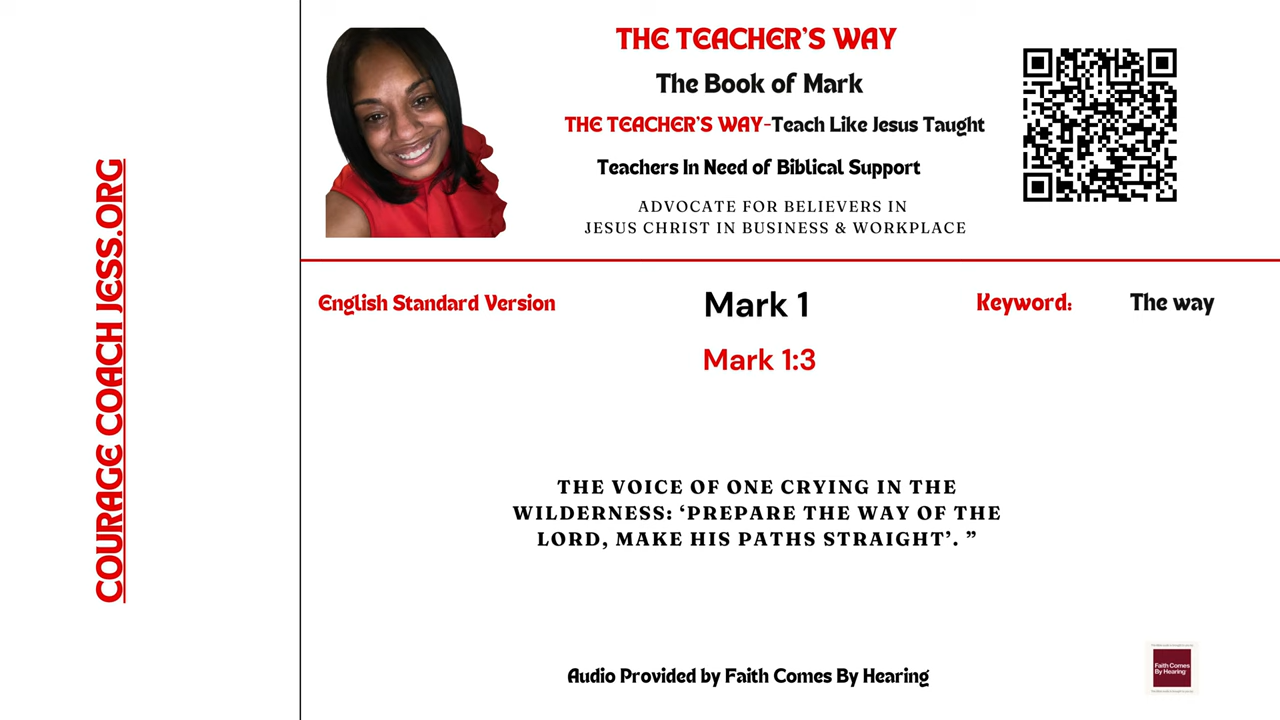 COURAGE COACH JESS.ORG
THE TEACHER'S WAY
The Book of Mark
THE TEACHER'S WAY-Teach Like Jesus Taught
Teachers In Need of Biblical Support
ADVOCATE FOR BELIEVERS IN
JESUS CHRIST IN BUSINESS & WORKPLACE
English Standard Version
Mark 1
Keyword:
The way
Mark 1:3
THE VOICE OF ONE CRYING IN THE
WILDERNESS: ‘PREPARE THE WAY OF THE
LORD, MAKE HIS PATHS STRAIGHT’. ”
Audio Provided by Faith Comes By Hearing
Faith Comes
By Hearing